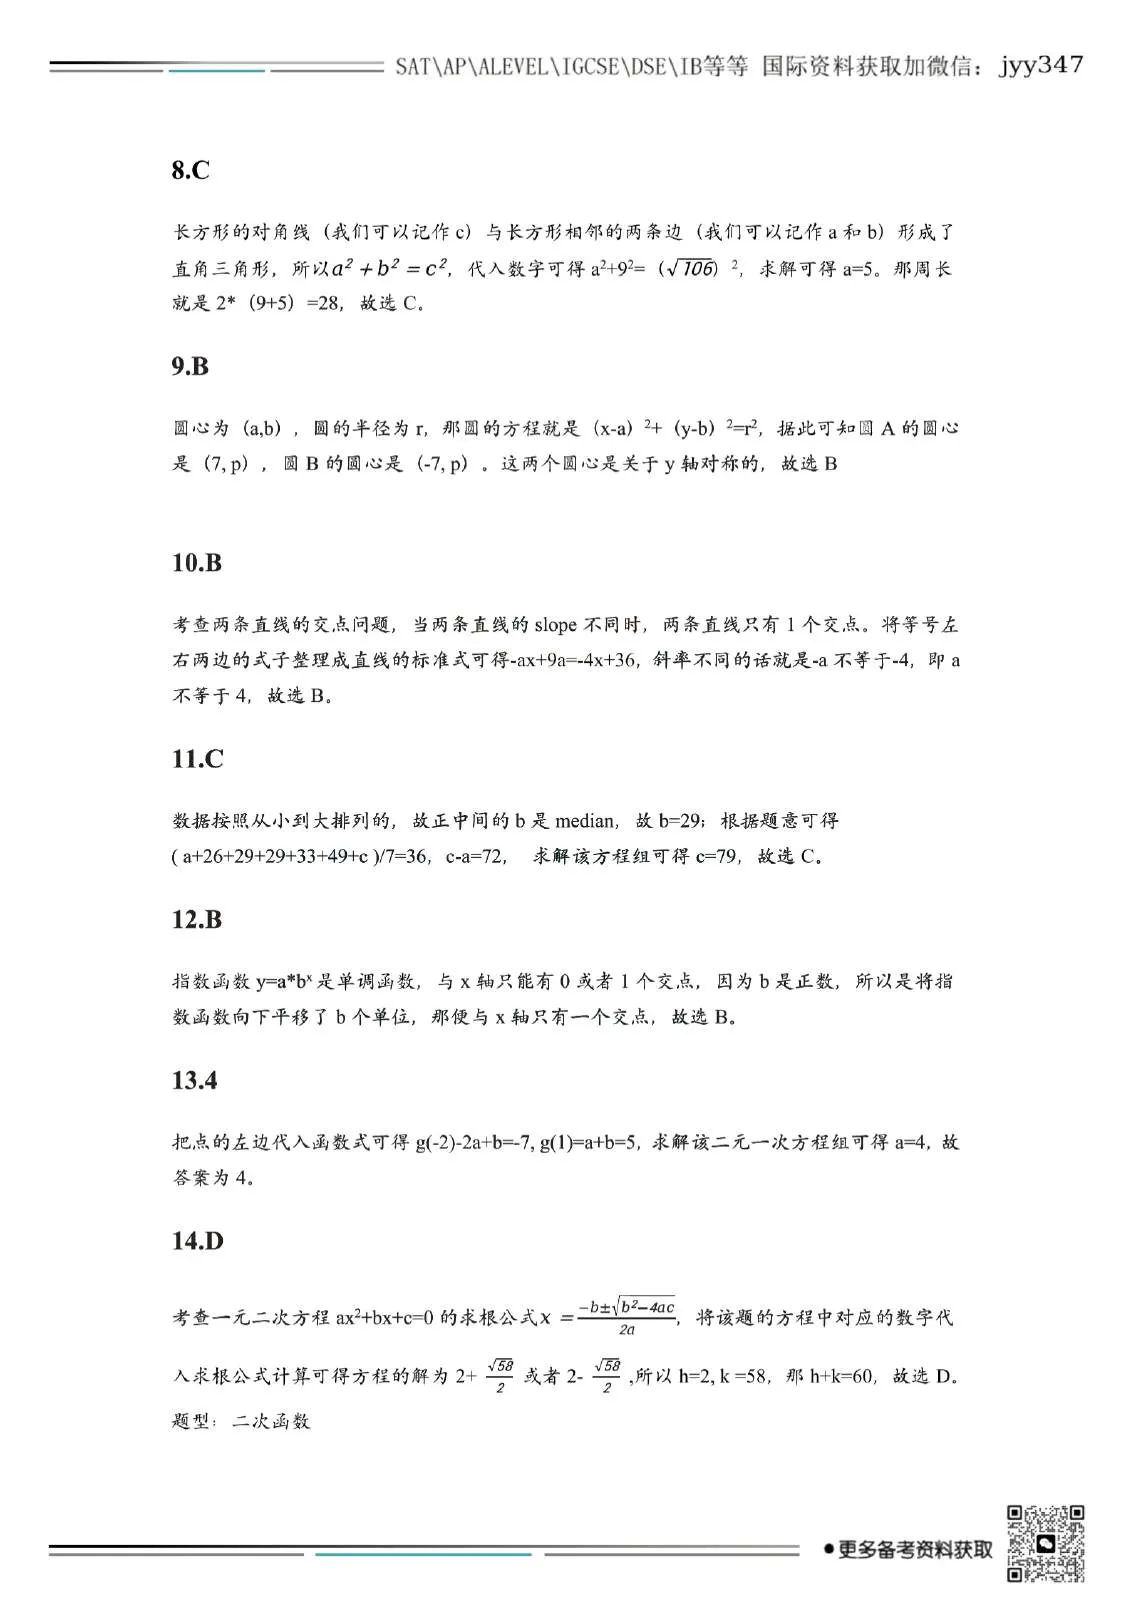 SAT\AP\ALEVEL\IGCSE\DSE\IB等等 国际资料获取加微信：jyy347
8.C
长方形的对角线（我们可以记作 c）与长方形相邻的两条边（我们可以记作 a 和 b）形成了
直角三角形，所以a² + b² = c²，代入数字可得 a²+9²=（√106）²，求解可得 a=5。那周长
就是 2*（9+5）=28，故选 C。
9.B
圆心为（a,b），圆的半径为 r，那圆的方程就是（x-a）²+（y-b）²=r²，据此可知圆 A 的圆心
是（7, p），圆 B 的圆心是（-7, p）。这两个圆心是关于 y 轴对称的，故选 B
10.B
考查两条直线的交点问题，当两条直线的 slope 不同时，两条直线只有 1 个交点。将等号左
右两边的式子整理成直线的标准式可得-ax+9a=-4x+36，斜率不同的话就是-a 不等于-4，即 a
不等于 4，故选 B。
11.C
数据按照从小到大排列的，故正中间的 b 是 median，故 b=29；根据题意可得
( a+26+29+29+33+49+c )/7=36，c-a=72， 求解该方程组可得 c=79，故选 C。
12.B
指数函数 y=a*bˣ 是单调函数，与 x 轴只能有 0 或者 1 个交点，因为 b 是正数，所以是将指
数函数向下平移了 b 个单位，那便与 x 轴只有一个交点，故选 B。
13.4
把点的左边代入函数式可得 g(-2)-2a+b=-7, g(1)=a+b=5，求解该二元一次方程组可得 a=4，故
答案为 4。
14.D
考查一元二次方程 ax²+bx+c=0 的求根公式x = (-b±√(b²-4ac))/2a，将该题的方程中对应的数字代
入求根公式计算可得方程的解为 2+ √58/2 或者 2- √58/2 ,所以 h=2, k =58，那 h+k=60，故选 D。
题型：二次函数
●更多备考资料获取